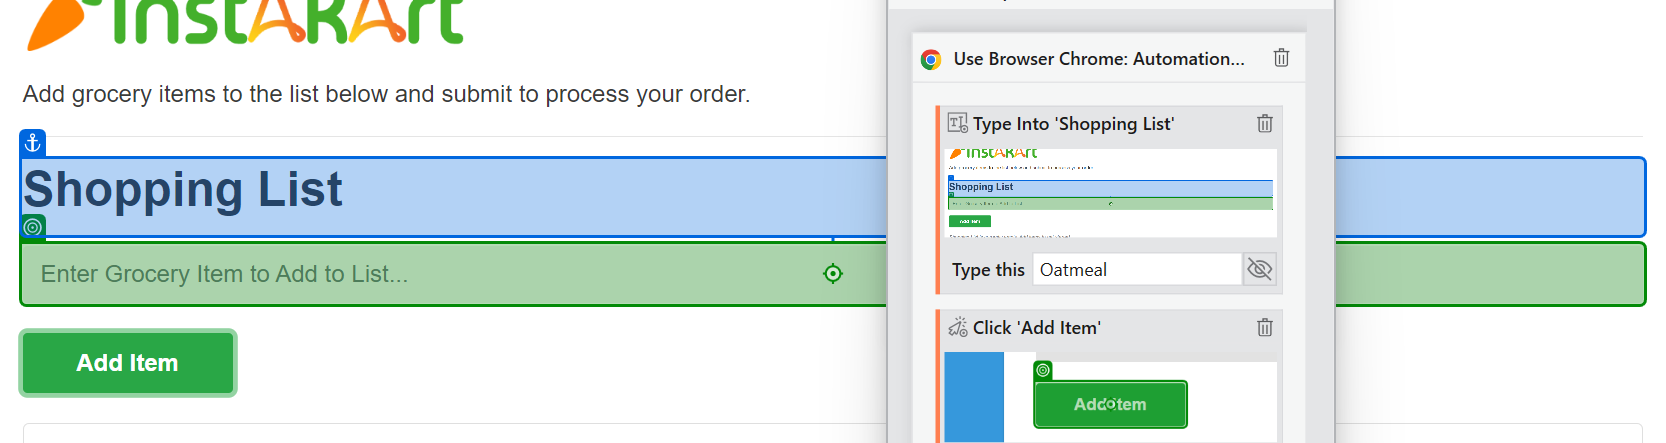 InstAKArt
Add grocery items to the list below and submit to process your order.
Shopping List
Enter Grocery Item to Add to List...
Add Item
Use Browser Chrome: Automation...
Type Into 'Shopping List'
InstAKArt
Shopping List
Add Item
Type this
Oatmeal
Click 'Add Item'
Add Item